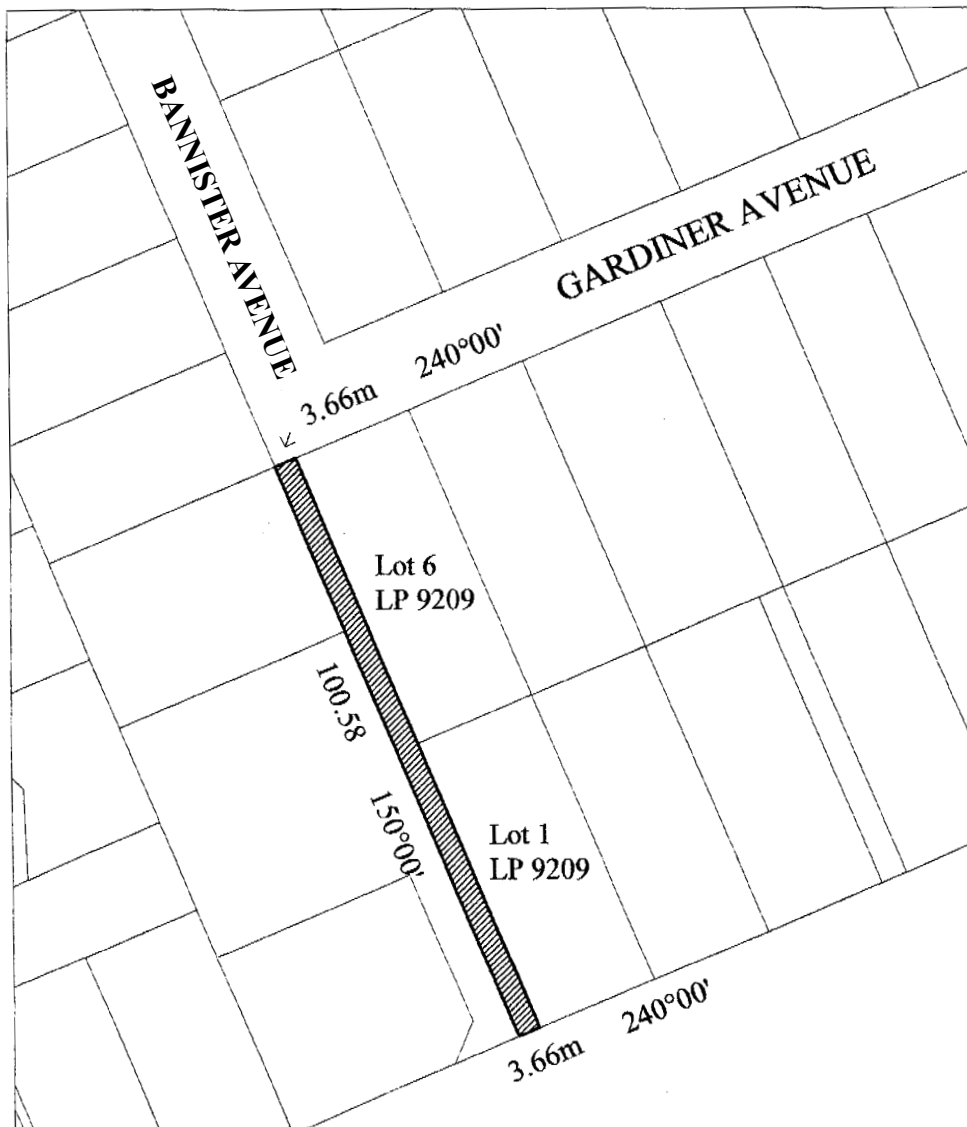 BANNISTER AVENUE
GARDINER AVENUE
240°00'
3.66m
Lot 6
LP 9209
100.58
150°00'
Lot 1
LP 9209
240°00'
3.66m